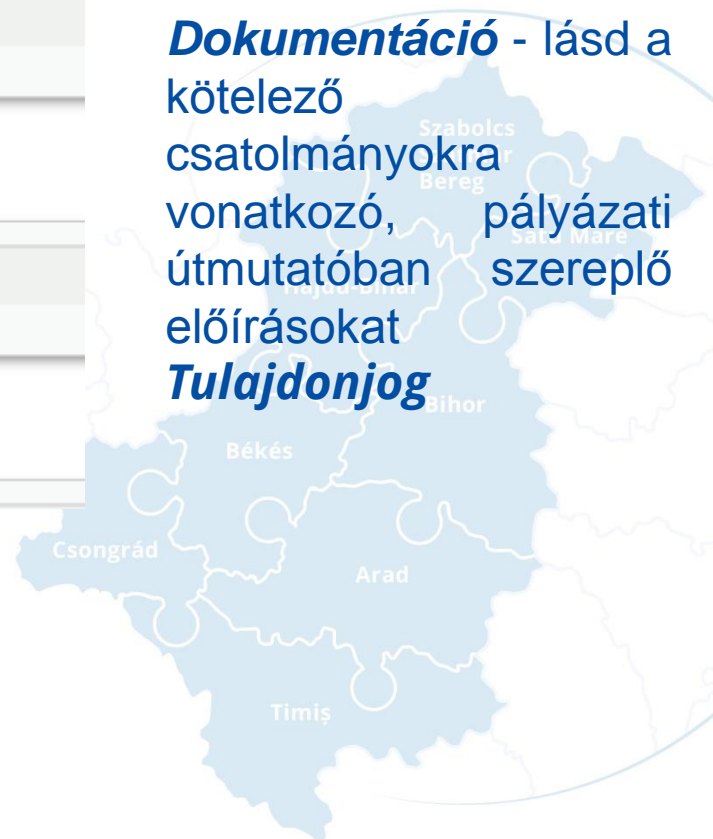 Dokumentáció - lásd a
kötelező
csatolmányokra
vonatkozó, pályázati
útmutatóban szereplő
előírásokat
Tulajdonjog
Szabolcs
Bereg
Satu Mare
Hajdú-Bihar
Bihor
Békés
Csongrád
Arad
Timiș